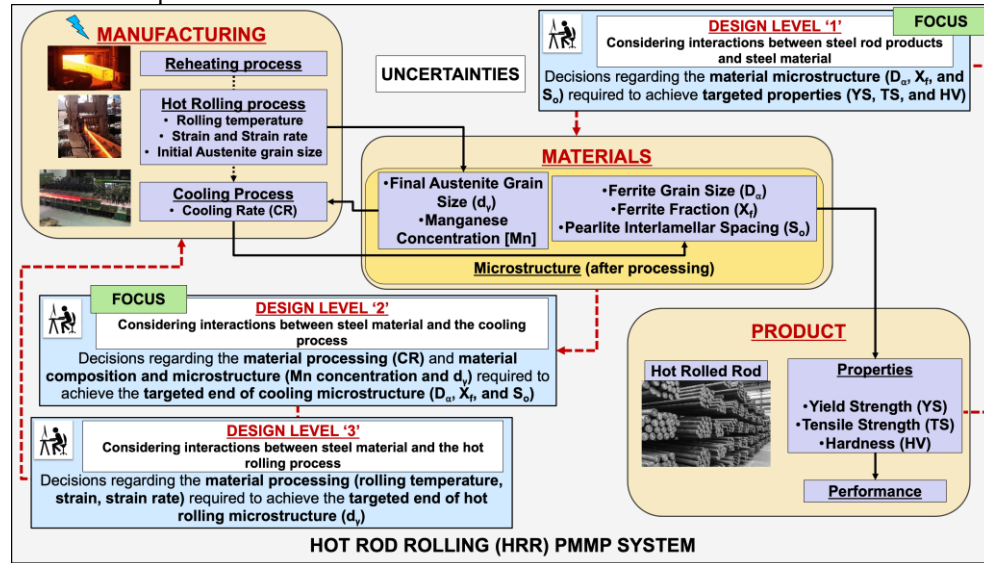 MANUFACTURING
Reheating process
Hot Rolling process
• Rolling temperature
• Strain and Strain rate
• Initial Austenite grain size
Cooling Process
• Cooling Rate (CR)
UNCERTAINTIES
FOCUS
DESIGN LEVEL '1'
Considering interactions between steel rod products
and steel material
Decisions regarding the material microstructure (Dα, Xf, and
So) required to achieve targeted properties (YS, TS, and HV)
MATERIALS
•Final Austenite Grain
Size (dγ)
•Manganese
Concentration [Mn]
•Ferrite Grain Size (Dα)
•Ferrite Fraction (Xf)
•Pearlite Interlamellar Spacing (So)
Microstructure (after processing)
FOCUS
DESIGN LEVEL '2'
Considering interactions between steel material and the cooling
process
Decisions regarding the material processing (CR) and material
composition and microstructure (Mn concentration and dγ) required to
achieve the targeted end of cooling microstructure (Dα, Xf, and So)
DESIGN LEVEL '3'
Considering interactions between steel material and the hot
rolling process
Decisions regarding the material processing (rolling temperature,
strain, strain rate) required to achieve the targeted end of hot
rolling microstructure (dγ)
PRODUCT
Hot Rolled Rod
Properties
•Yield Strength (YS)
•Tensile Strength (TS)
•Hardness (HV)
Performance
HOT ROD ROLLING (HRR) PMMP SYSTEM